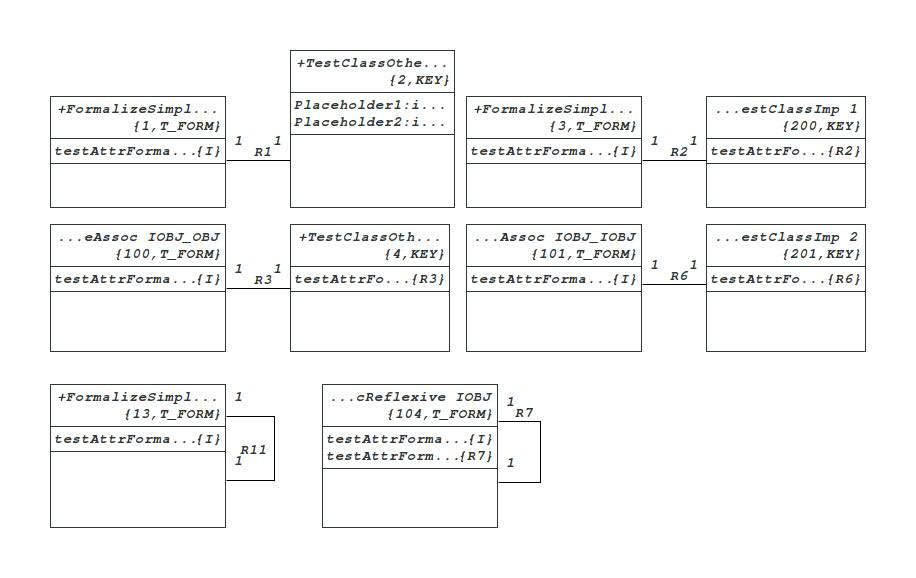 +TestClassOthe...
{2,KEY}
Placeholder1:i...
Placeholder2:i...
+FormalizeSimpl...
{1,T_FORM}
testAttrForma...{I}
1 1
R1
+FormalizeSimpl...
{3,T_FORM}
testAttrForma...{I}
1 1
R2
...estClassImp 1
{200,KEY}
testAttrFo...{R2}
...eAssoc IOBJ_OBJ
{100,T_FORM}
testAttrForma...{I}
1 1
R3
+TestClassOth...
{4,KEY}
testAttrFo...{R3}
...Assoc IOBJ_IOBJ
{101,T_FORM}
testAttrForma...{I}
1 1
R6
...estClassImp 2
{201,KEY}
testAttrFo...{R6}
+FormalizeSimpl...
{13,T_FORM}
testAttrForma...{I}
1
R11
1
...cReflexive IOBJ
{104,T_FORM}
testAttrForma...{I}
testAttrForm...{R7}
1
R7
1